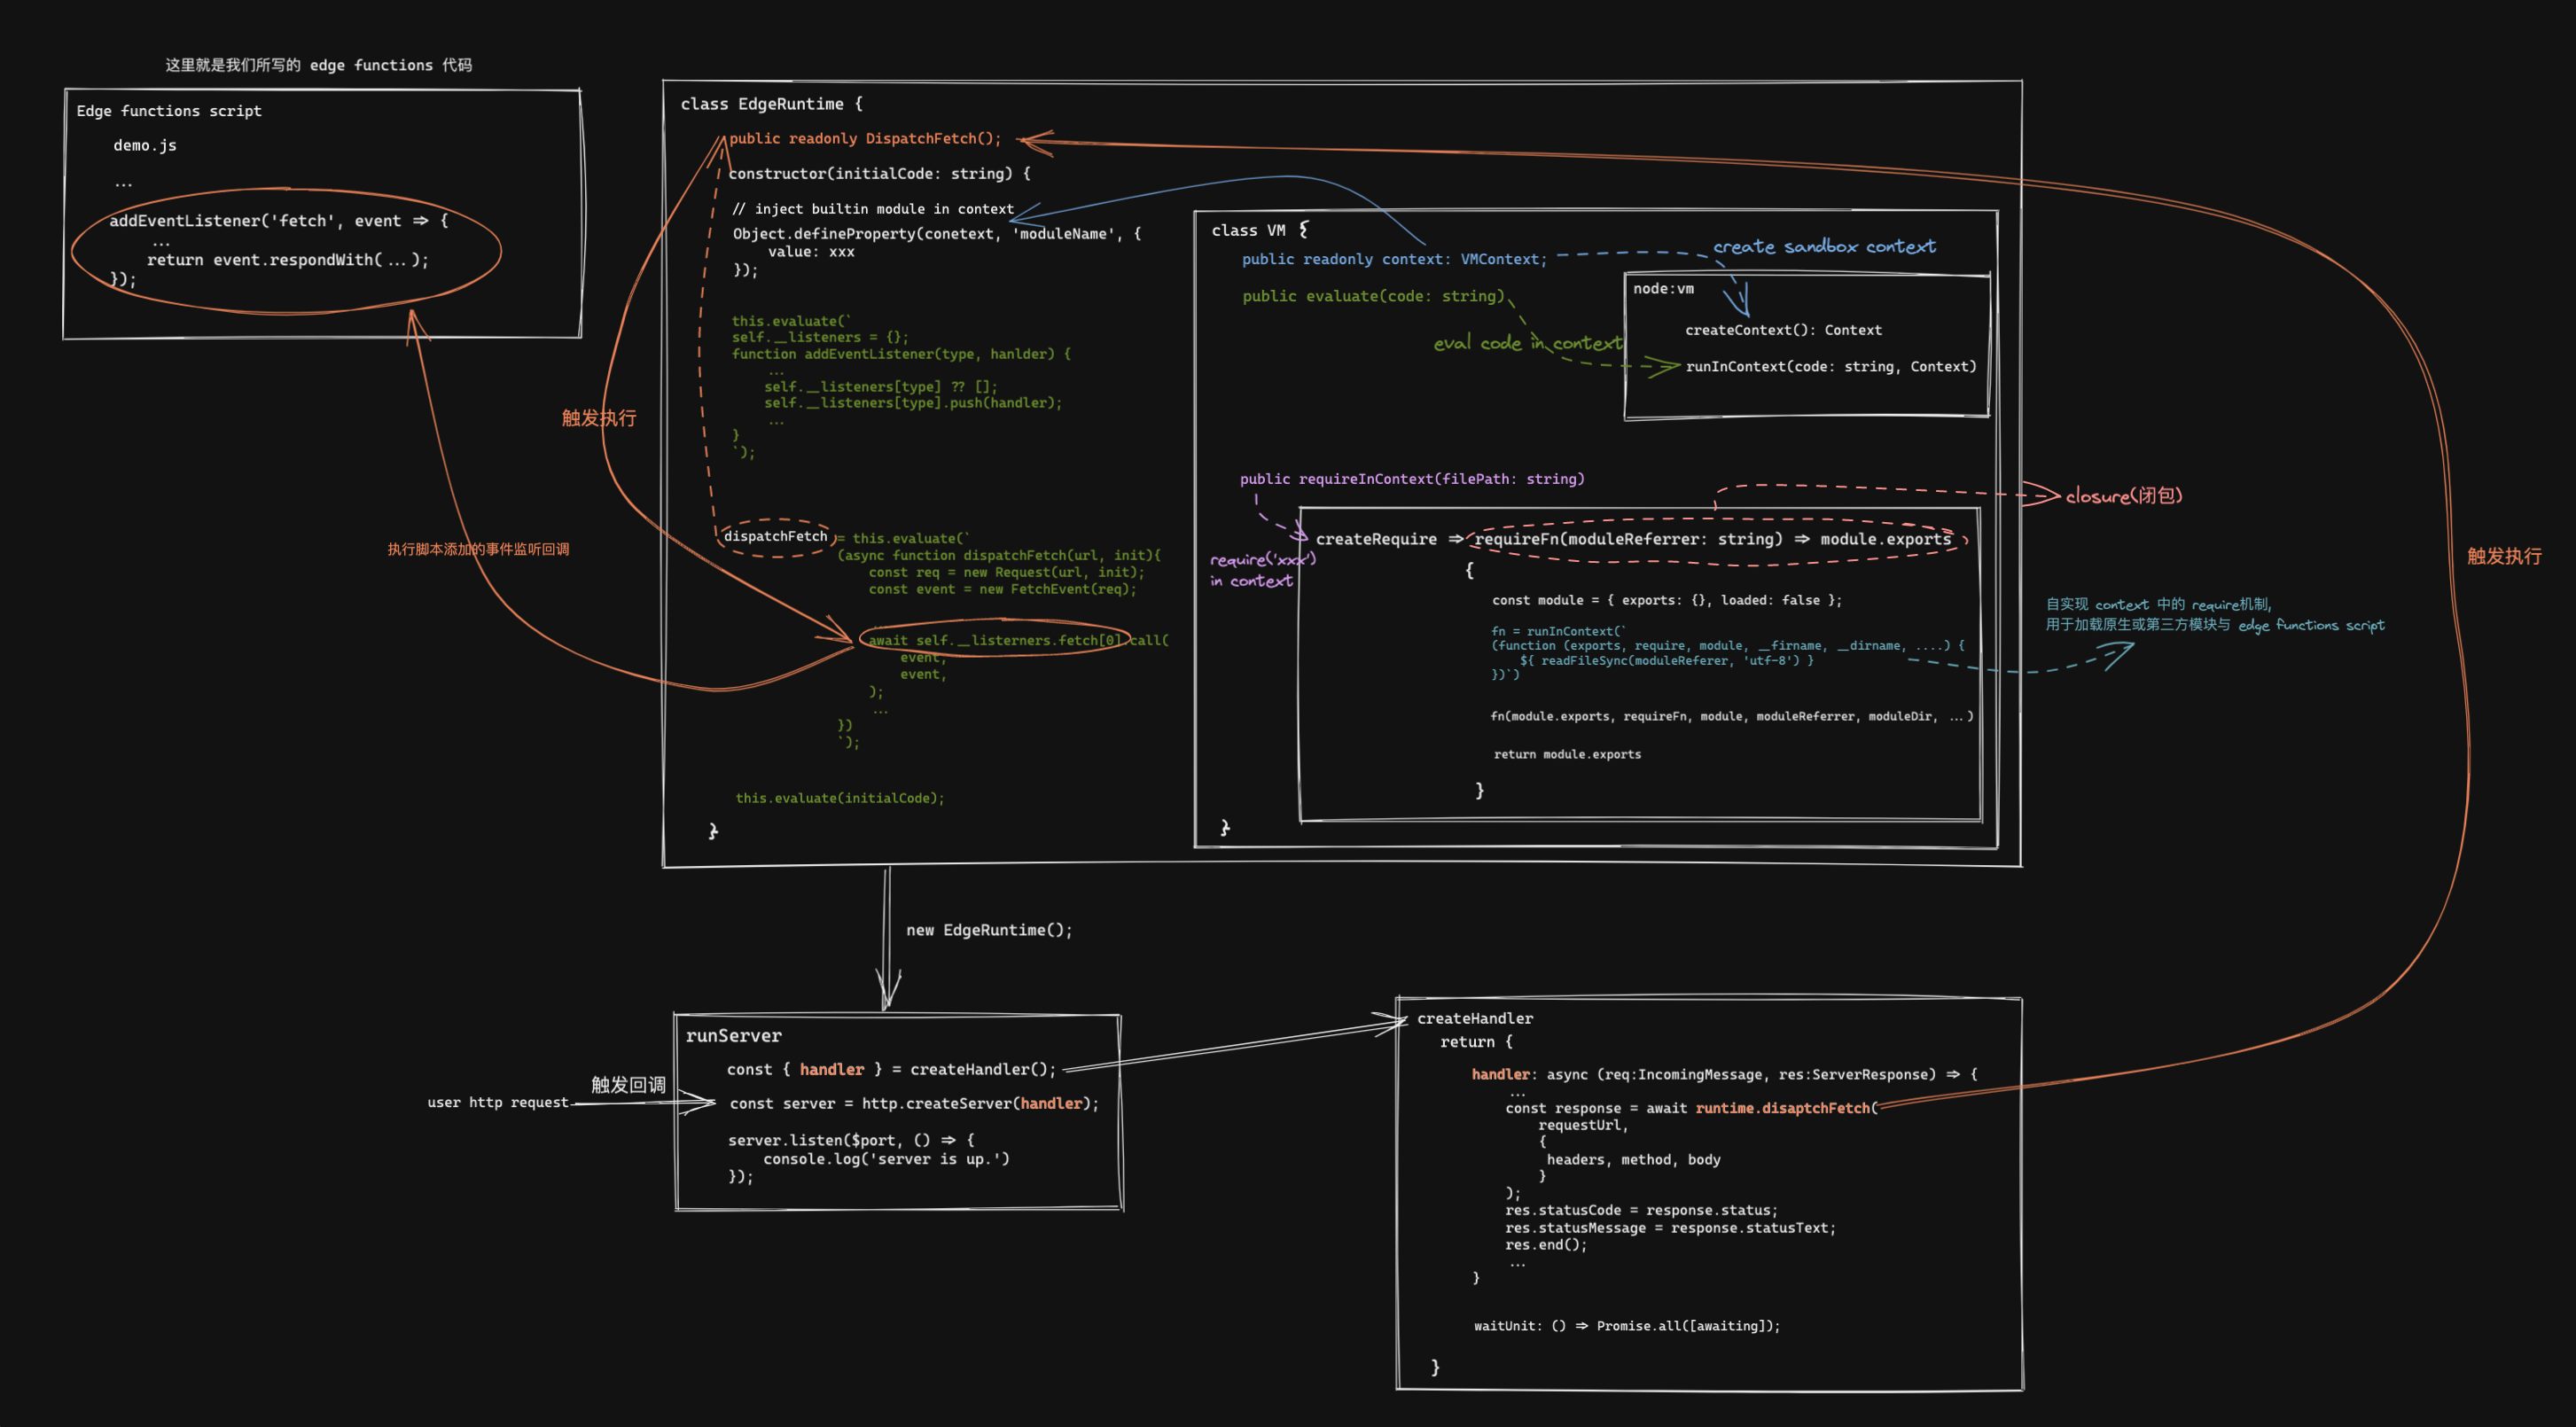 这里就是我们所写的 edge functions 代码
Edge functions script
demo.js
...
addEventListener('fetch', event => {
...
return event.respondWith(...);
});
class EdgeRuntime {
public readonly DispatchFetch();
constructor(initialCode: string) {
// inject builtin module in context
Object.defineProperty(conetext, 'moduleName', {
value: xxx
});
this.evaluate(`
self.__listeners = {};
function addEventListener(type, hanlder) {
...
self.__listeners[type] ?? [];
self.__listeners[type].push(handler);
...
}
`);
触发执行
执行脚本添加的事件监听回调
dispatchFetch = this.evaluate(`
(async function dispatchFetch(url, init){
const req = new Request(url, init);
const event = new FetchEvent(req);
...
await self.__listerners.fetch[0].call(
event,
event,
);
...
})
`);
this.evaluate(initialCode);
}
class VM {
public readonly context: VMContext;
create sandbox context
public evaluate(code: string)
eval code in context
node:vm
createContext(): Context
runInContext(code: string, Context)
public requireInContext(filePath: string)
closure(闭包)
require('xxx')
in context
createRequire => requireFn(moduleReferrer: string) => module.exports
{
const module = { exports: {}, loaded: false };
fn = runInContext(`
(function (exports, require, module, __firname, __dirname, ....) {
${ readFileSync(moduleReferer, 'utf-8') }
})`)
fn(module.exports, requireFn, module, moduleReferrer, moduleDir, ...)
return module.exports
}
}
自实现 context 中的 require机制,
用于加载原生或第三方模块与 edge functions script
触发执行
new EdgeRuntime();
runServer
const { handler } = createHandler();
触发回调
user http request
const server = http.createServer(handler);
server.listen($port, () => {
console.log('server is up.')
});
createHandler
return {
handler: async (req:IncomingMessage, res:ServerResponse) => {
...
const response = await runtime.disaptchFetch(
requestUrl,
{
headers, method, body
}
);
res.statusCode = response.status;
res.statusMessage = response.statusText;
res.end();
...
}
waitUnit: () => Promise.all([awaiting]);
}